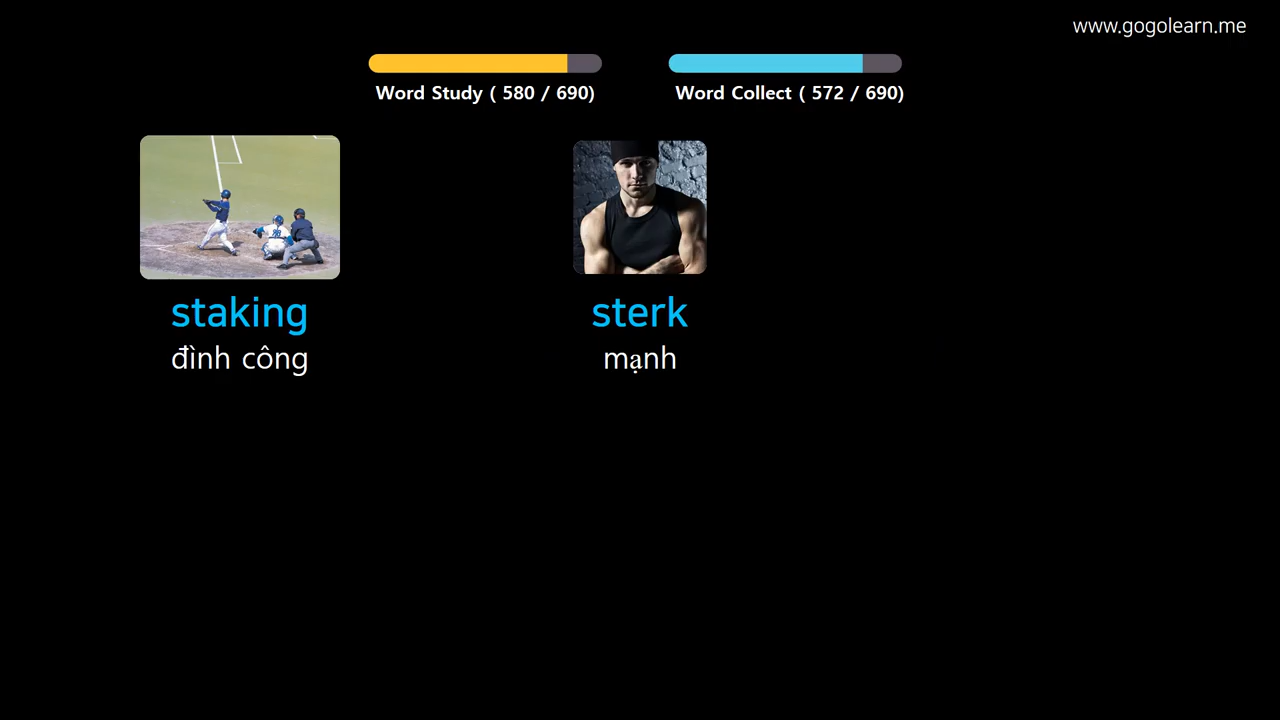 www.gogolearn.me
Word Study ( 580 / 690)
Word Collect ( 572 / 690)
staking
đình công
sterk
mạnh